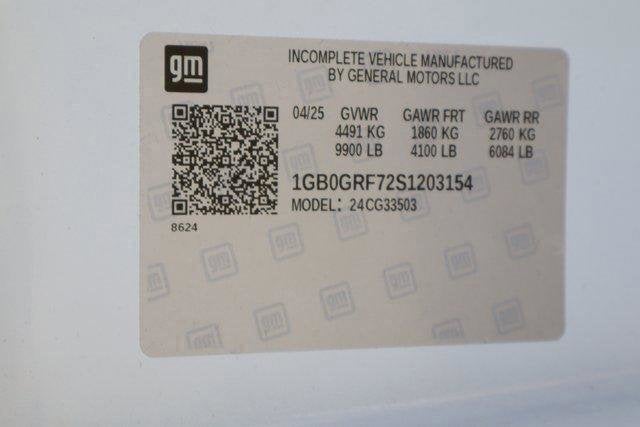 gm
INCOMPLETE VEHICLE MANUFACTURED
BY GENERAL MOTORS LLC
04/25 GVWR GAWR FRT GAWR RR
4491 KG 1860 KG 2760 KG
9900 LB 4100 LB 6084 LB
1GB0GRF72S1203154
MODEL: 24CG33503
8624